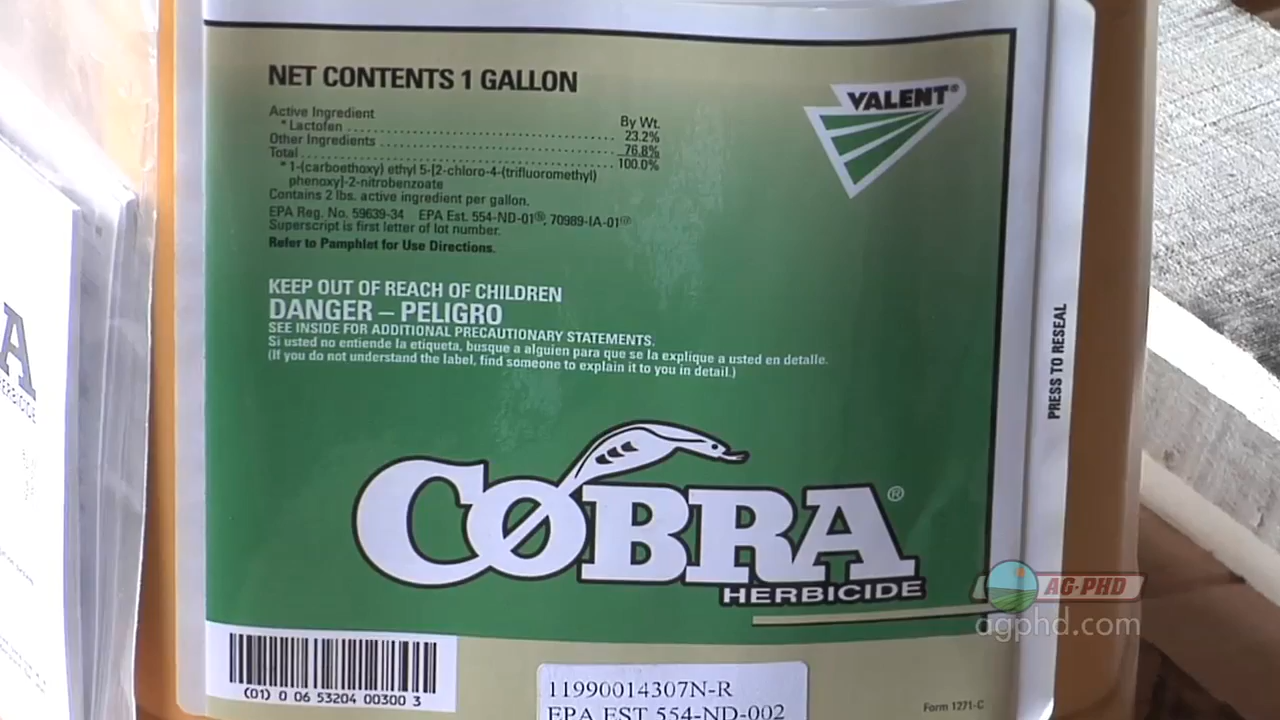 NET CONTENTS 1 GALLON
VALENT®
Active Ingredient By Wt.
*Lactofen 23.2%
Other Ingredients 76.8%
Total 100.0%
*1-(carboethoxy) ethyl 5-[2-chloro-4-(trifluoromethyl)
phenoxy]-2-nitrobenzoate
Contains 2 lbs. active ingredient per gallon.
EPA Reg. No. 59639-34 EPA Est. 554-ND-01, 70989-IA-01
Superscript is first letter of lot number.
Refer to Pamphlet for Use Directions.
KEEP OUT OF REACH OF CHILDREN
DANGER – PELIGRO
SEE INSIDE FOR ADDITIONAL PRECAUTIONARY STATEMENTS.
Si usted no entiende la etiqueta, busque a alguien para que se la explique a usted en detalle.
(If you do not understand the label, find someone to explain it to you in detail.)
PRESS TO RESEAL
A
COBRA®
HERBICIDE
AG-PHD
agphd.com
(01) 0 06 53204 00300 3
11990014307N-R
EPA EST 554-ND-002
Form 1271-C